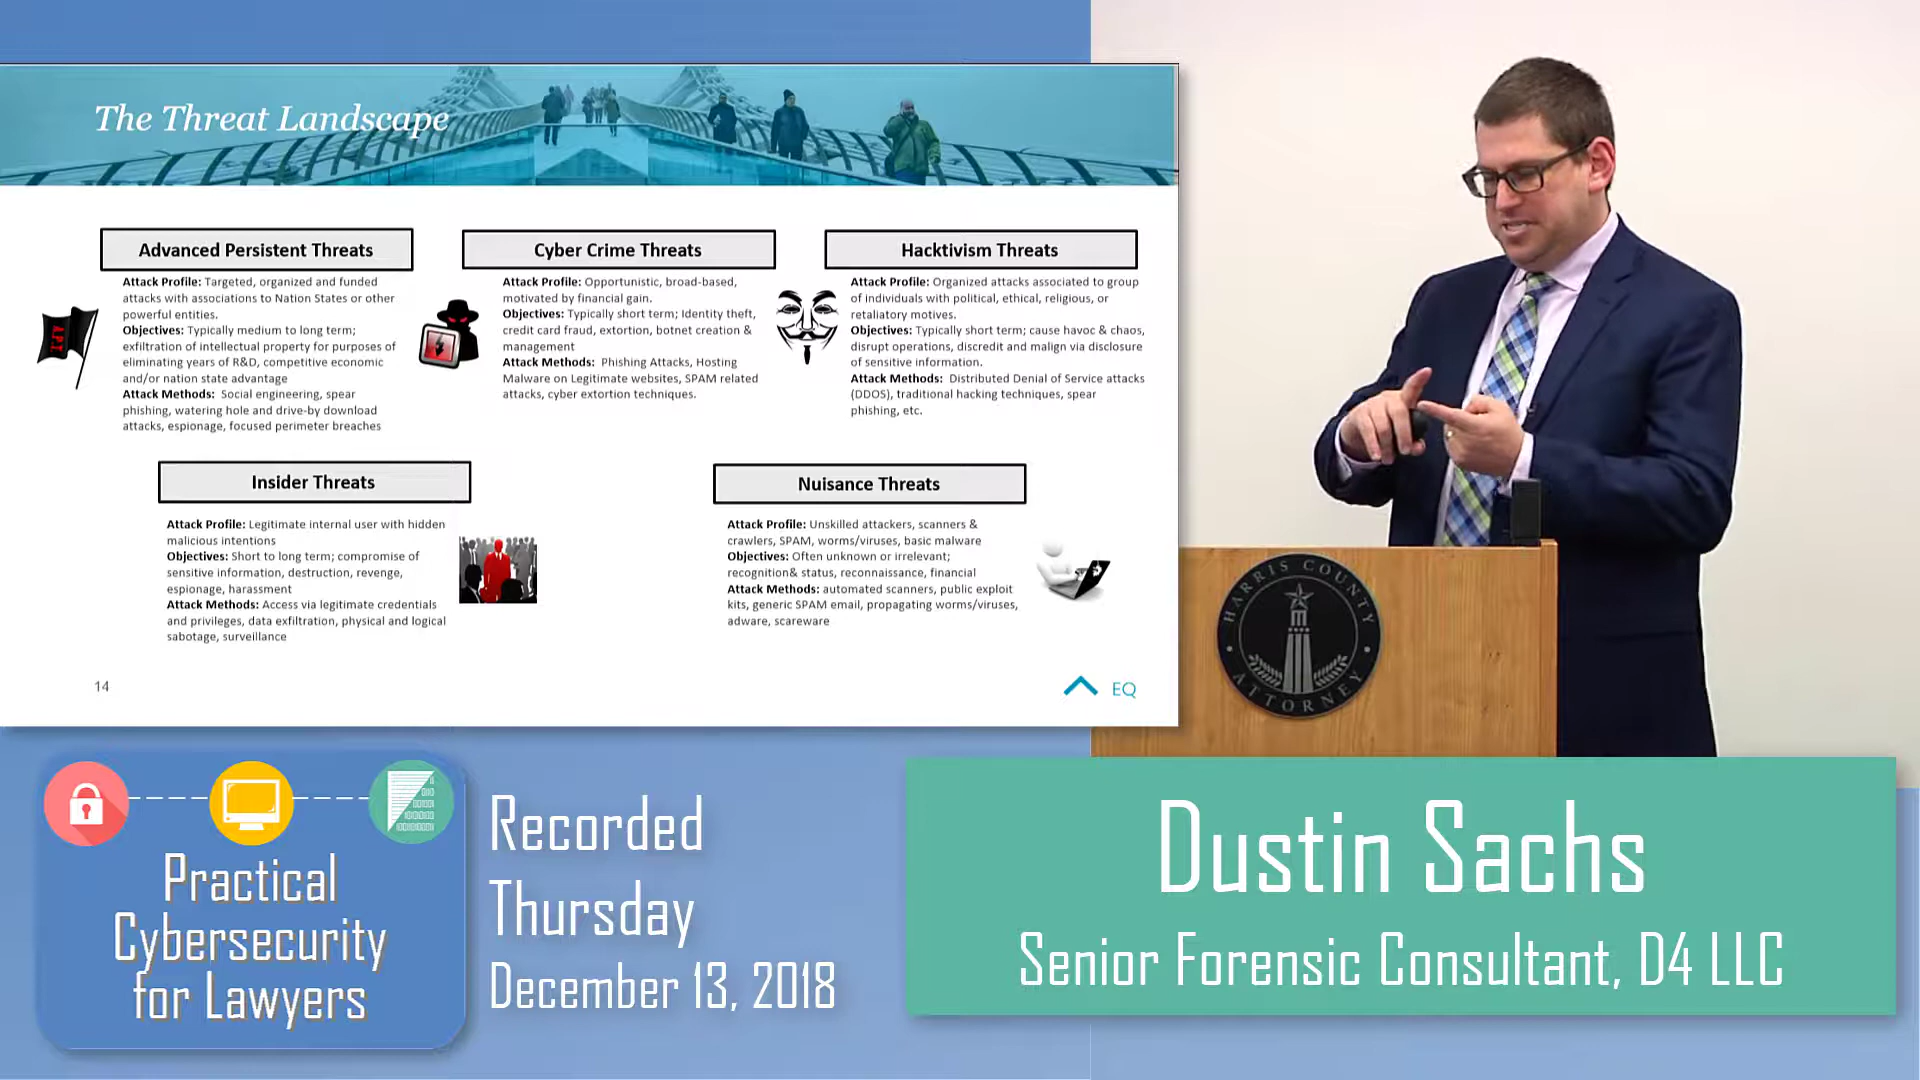 The Threat Landscape
Advanced Persistent Threats
Attack Profile: Targeted, organized and funded
attacks with associations to Nation States or other
powerful entities.
Objectives: Typically medium to long term;
exfiltration of intellectual property for purposes of
eliminating years of R&D, competitive economic
and/or nation state advantage
Attack Methods: Social engineering, spear
phishing, watering hole and drive-by download
attacks, espionage, focused perimeter breaches
APT
Cyber Crime Threats
Attack Profile: Opportunistic, broad-based,
motivated by financial gain.
Objectives: Typically short term; Identity theft,
credit card fraud, extortion, botnet creation &
management
Attack Methods: Phishing Attacks, Hosting
Malware on Legitimate websites, SPAM related
attacks, cyber extortion techniques.
Hacktivism Threats
Attack Profile: Organized attacks associated to group
of individuals with political, ethical, religious, or
retaliatory motives.
Objectives: Typically short term; cause havoc & chaos,
disrupt operations, discredit and malign via disclosure
of sensitive information.
Attack Methods: Distributed Denial of Service attacks
(DDOS), traditional hacking techniques, spear
phishing, etc.
Insider Threats
Attack Profile: Legitimate internal user with hidden
malicious intentions
Objectives: Short to long term; compromise of
sensitive information, destruction, revenge,
espionage, harassment
Attack Methods: Access via legitimate credentials
and privileges, data exfiltration, physical and logical
sabotage, surveillance
Nuisance Threats
Attack Profile: Unskilled attackers, scanners &
crawlers, SPAM, worms/viruses, basic malware
Objectives: Often unknown or irrelevant;
recognition& status, reconnaissance, financial
Attack Methods: automated scanners, public exploit
kits, generic SPAM email, propagating worms/viruses,
adware, scareware
14
EQ
HARRIS COUNTY
ATTORNEY
Practical
Cybersecurity
for Lawyers
Recorded
Thursday
December 13, 2018
Dustin Sachs
Senior Forensic Consultant, D4 LLC